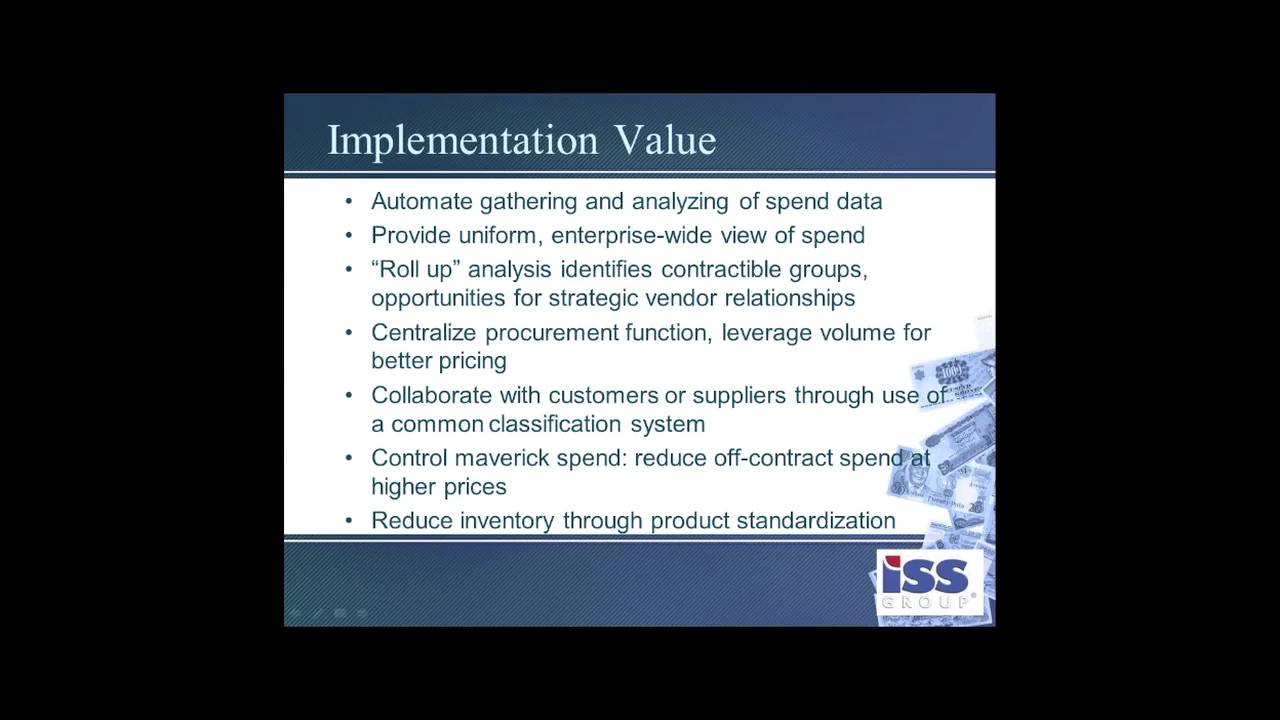 Implementation Value
• Automate gathering and analyzing of spend data
• Provide uniform, enterprise-wide view of spend
• “Roll up” analysis identifies contractible groups,
opportunities for strategic vendor relationships
• Centralize procurement function, leverage volume for
better pricing
• Collaborate with customers or suppliers through use of
a common classification system
• Control maverick spend: reduce off-contract spend at
higher prices
• Reduce inventory through product standardization
1000
iSS
GROUP®